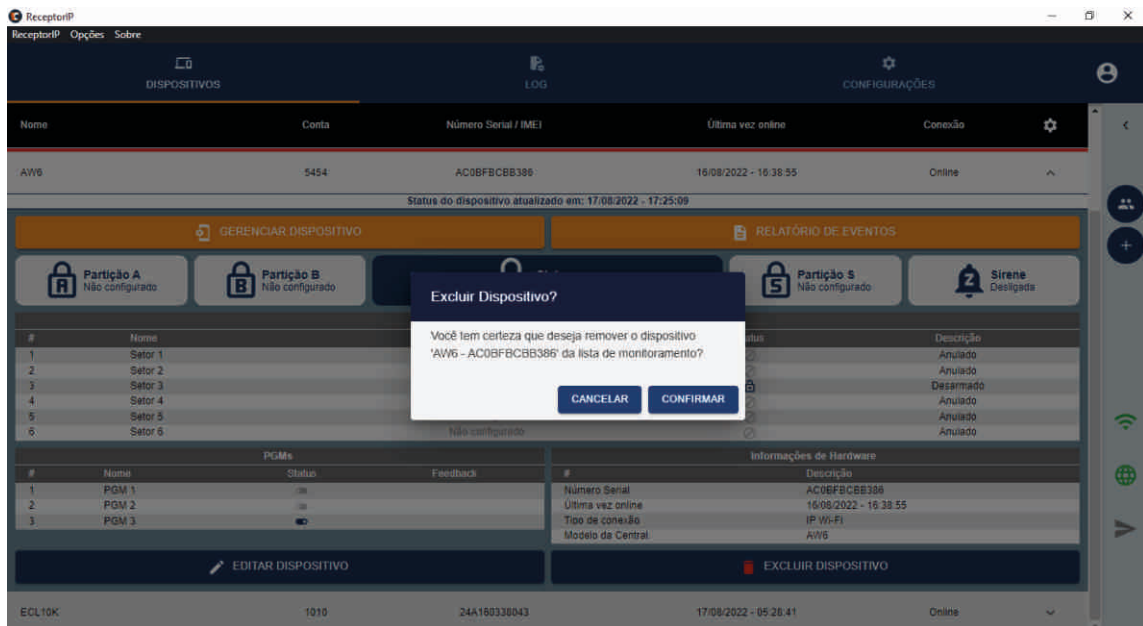 ReceptorIP
ReceptorIP Opções Sobre
DISPOSITIVOS LOG CONFIGURAÇÕES
Nome Conta Número Serial / IMEI Última vez online Conexão
AW6 5454 AC0BFBCBB386 16/08/2022 - 16:38:55 Online
Status do dispositivo atualizado em: 17/08/2022 - 17:25:09
GERENCIAR DISPOSITIVO RELATÓRIO DE EVENTOS
A Partição A Não configurado
B Partição B Não configurado
S Partição S Não configurado
Z Sirene Desligada
Excluir Dispositivo?
Você tem certeza que deseja remover o dispositivo
'AW6 - AC0BFBCBB386' da lista de monitoramento?
CANCELAR CONFIRMAR
# Nome Descrição
1 Setor 1 Anulado
2 Setor 2 Anulado
3 Setor 3 Desarmado
4 Setor 4 Anulado
5 Setor 5 Anulado
6 Setor 6 Não configurado Anulado
PGMs
# Nome Status Feedback
1 PGM 1
2 PGM 2
3 PGM 3
Informações de Hardware
# Descrição
Número Serial AC0BFBCBB386
Última vez online 16/08/2022 - 16:38:55
Tipo de conexão IP Wi-Fi
Modelo da Central AW6
EDITAR DISPOSITIVO EXCLUIR DISPOSITIVO
ECL10K 1010 24A160338043 17/08/2022 - 05:28:41 Online